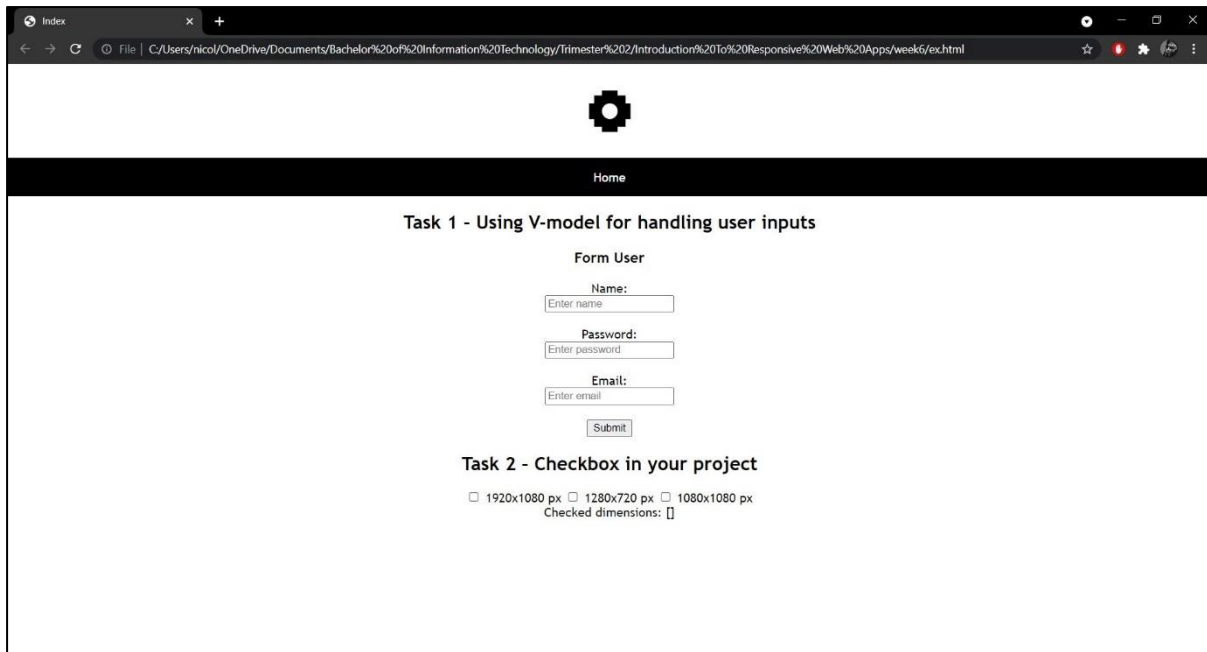 Index
File | C:/Users/nicol/OneDrive/Documents/Bachelor%20of%20Information%20Technology/Trimester%202/Introduction%20To%20Responsive%20Web%20Apps/week6/ex.html
Home
Task 1 - Using V-model for handling user inputs
Form User
Name:
Enter name
Password:
Enter password
Email:
Enter email
Submit
Task 2 - Checkbox in your project
1920x1080 px 1280x720 px 1080x1080 px
Checked dimensions: []